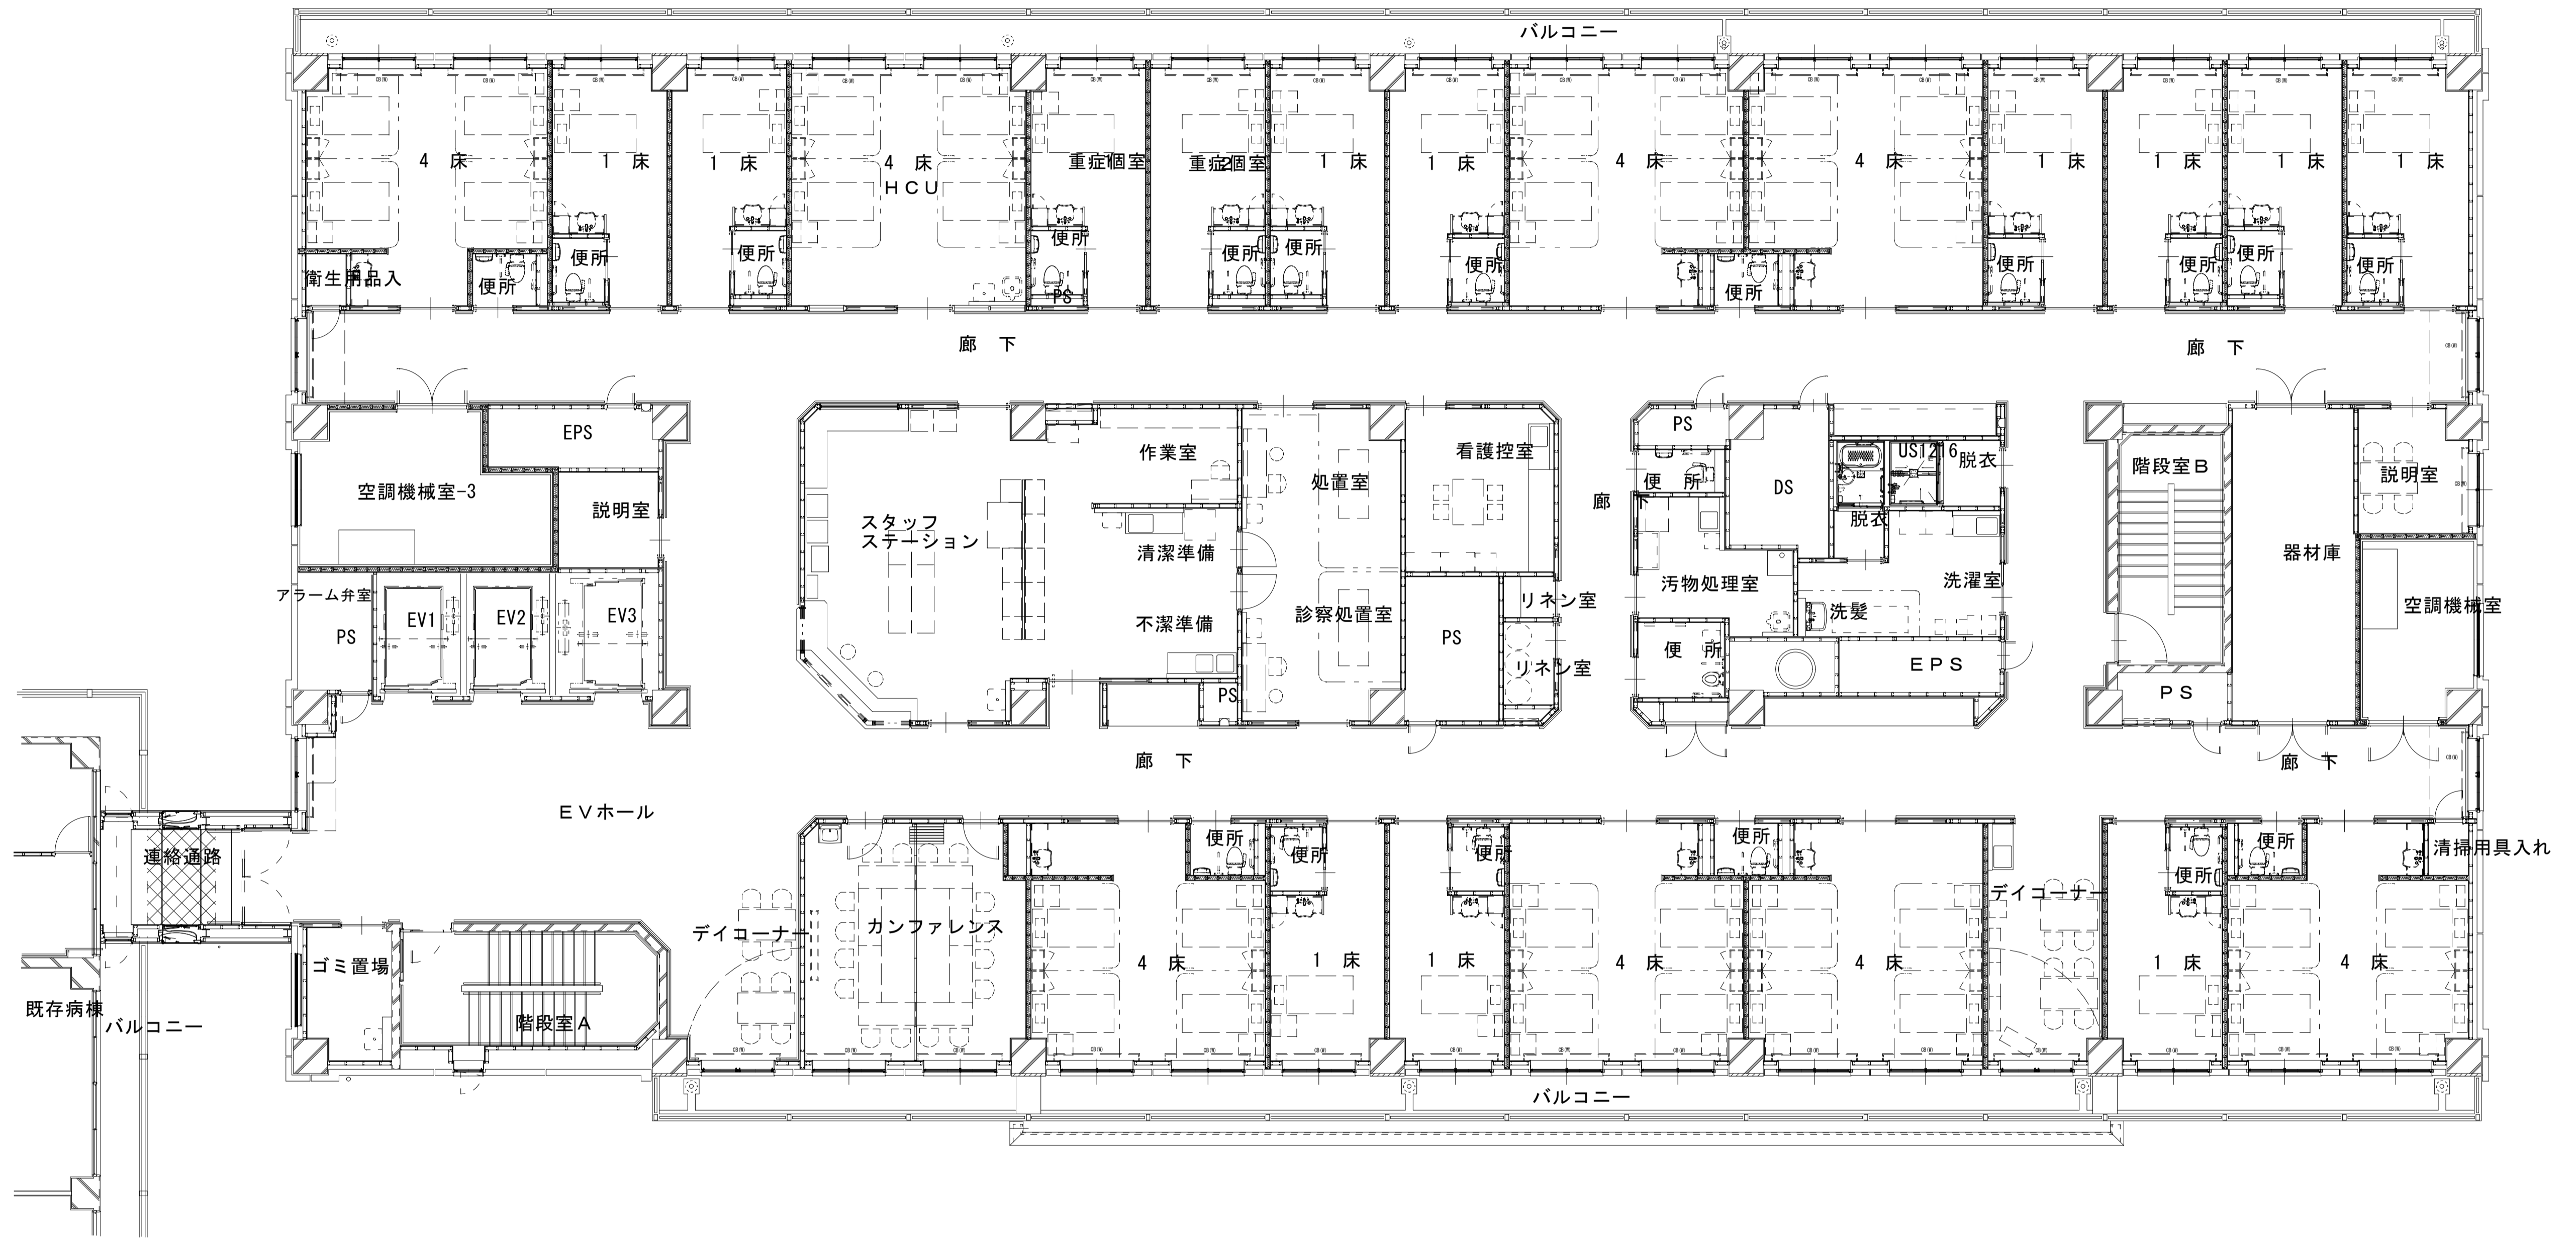 バルコニー
4 床
1 床
1 床
4 床
HCU
重症個室
重症個室2
1 床
1 床
4 床
4 床
1 床
1 床
1 床
1 床
衛生用品入
便所
便所
便所
便所
PS
便所
便所
便所
便所
便所
便所
便所
便所
廊 下
廊 下
EPS
空調機械室-3
説明室
アラーム弁室
PS
EV1
EV2
EV3
スタッフ
ステーション
作業室
清潔準備
不潔準備
PS
処置室
診察処置室
看護控室
PS
リネン室
リネン室
廊 下
PS
便 所
DS
US1216
脱衣
脱衣
汚物処理室
洗髪
洗濯室
便 所
EPS
階段室B
PS
器材庫
説明室
空調機械室
廊 下
廊 下
EVホール
連絡通路
既存病棟
バルコニー
ゴミ置場
階段室A
デイコーナー
カンファレンス
便所
4 床
便所
1 床
便所
1 床
4 床
便所
4 床
デイコーナー
便所
1 床
便所
4 床
清掃用具入れ
バルコニー